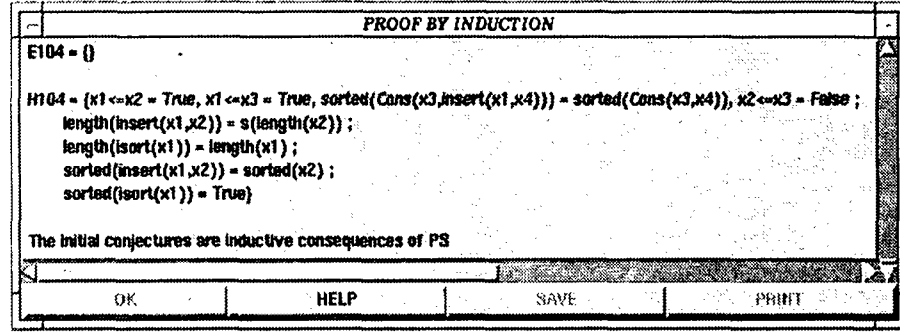 PROOF BY INDUCTION
E104 = {}
H104 = {x1<=x2 = True, x1<=x3 = True, sorted(Cons(x3,insert(x1,x4))) = sorted(Cons(x3,x4)), x2<=x3 = False ;
length(insert(x1,x2)) = s(length(x2)) ;
length(isort(x1)) = length(x1) ;
sorted(insert(x1,x2)) = sorted(x2) ;
sorted(isort(x1)) = True}
The initial conjectures are inductive consequences of PS
OK HELP SAVE PRINT